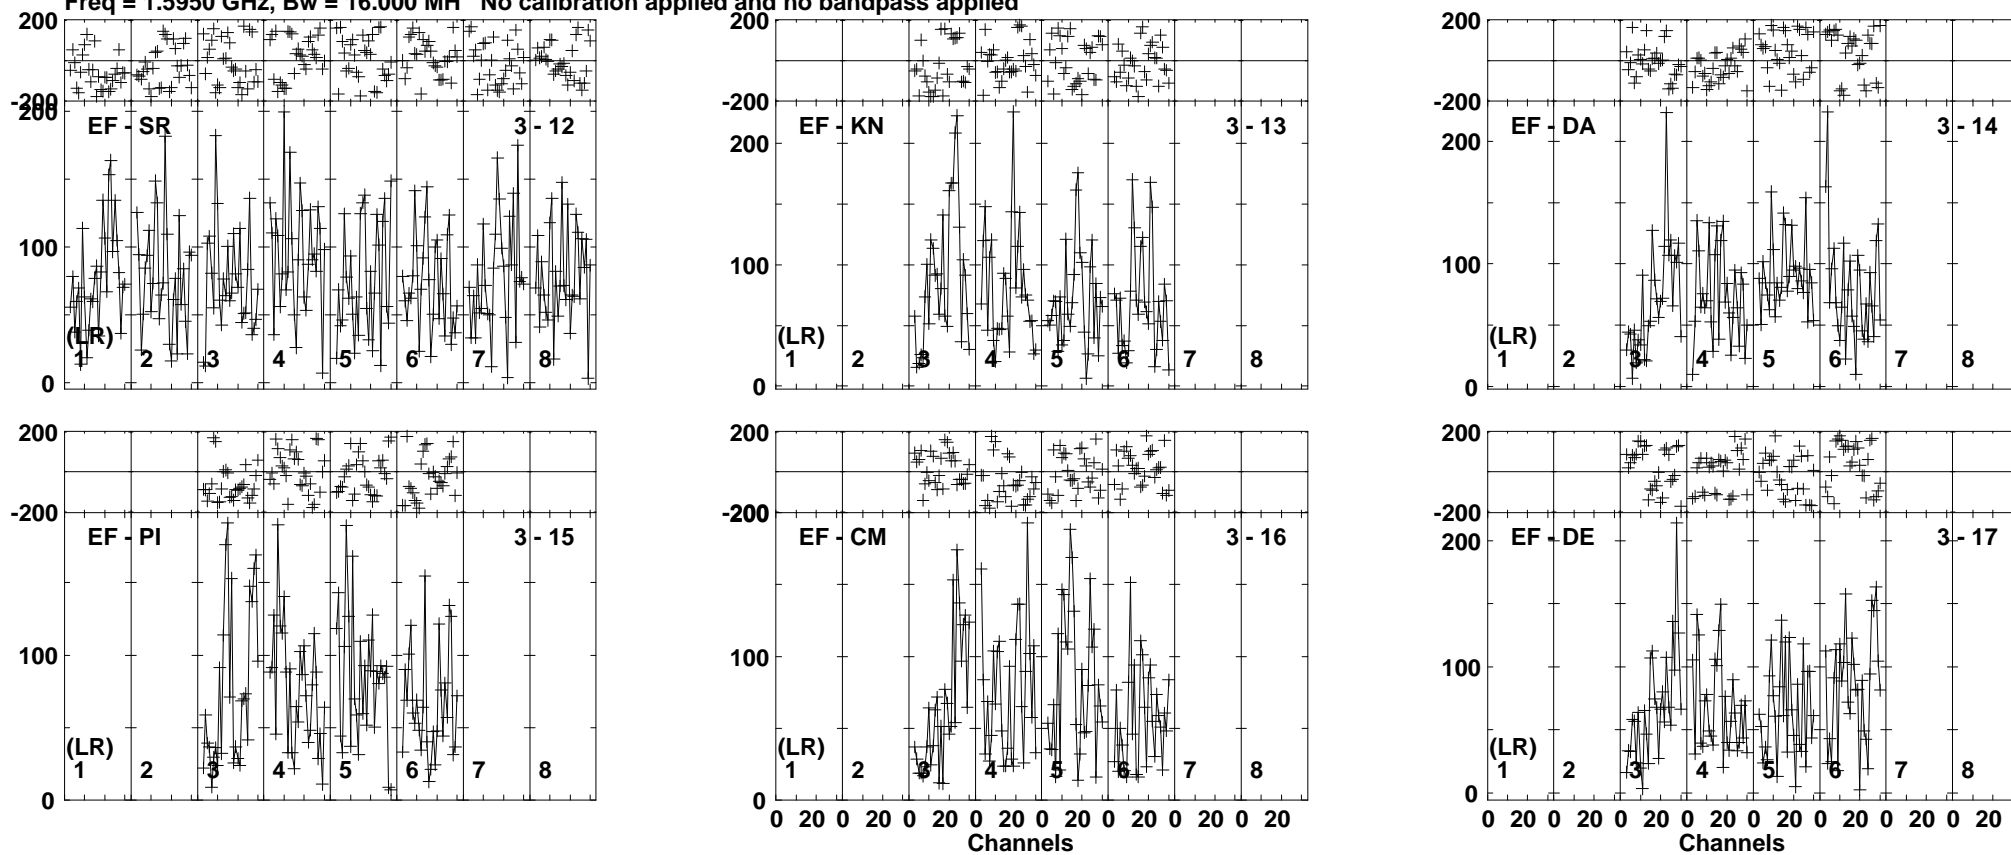 Freq = 1.5950 GHz, Bw = 16.000 MH No calibration applied and no bandpass applied
200 200 200
-200 -200 -200
200
EF - SR 3 - 12 EF - KN 3 - 13 EF - DA 3 - 14
200 200
100 100 100
(LR) (LR) (LR)
1 2 3 4 5 6 7 8 1 2 3 4 5 6 7 8 1 2 3 4 5 6 7 8
0 0 0
200 200 200
-200 -200 -200
200
EF - PI 3 - 15 EF - CM 3 - 16 EF - DE 3 - 17
200
100 100 100
(LR) (LR) (LR)
1 2 3 4 5 6 7 8 1 2 3 4 5 6 7 8 1 2 3 4 5 6 7 8
0 0 0
0 20 0 20 0 20 0 20 0 20 0 20 0 20 0 20 0 20 0 20 0 20 0 20 0 20 0 20 0 20 0 20
Channels Channels